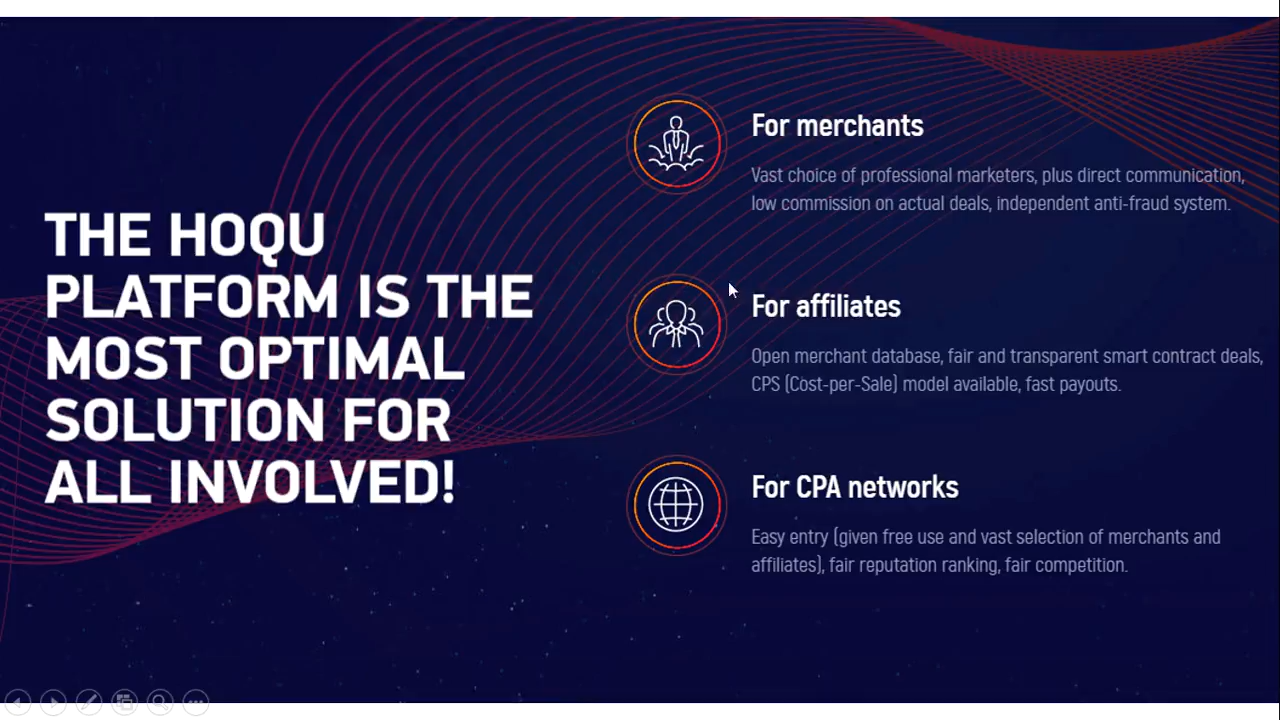 THE HOQU
PLATFORM IS THE
MOST OPTIMAL
SOLUTION FOR
ALL INVOLVED!
For merchants
Vast choice of professional marketers, plus direct communication,
low commission on actual deals, independent anti-fraud system.
For affiliates
Open merchant database, fair and transparent smart contract deals,
CPS (Cost-per-Sale) model available, fast payouts.
For CPA networks
Easy entry (given free use and vast selection of merchants and
affiliates), fair reputation ranking, fair competition.